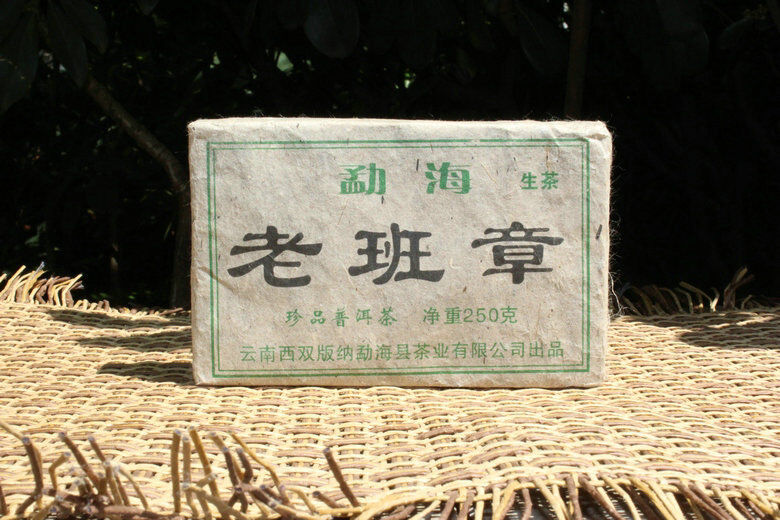 勐海 生茶
老班章
珍品普洱茶 净重250克
云南西双版纳勐海县茶业有限公司出品